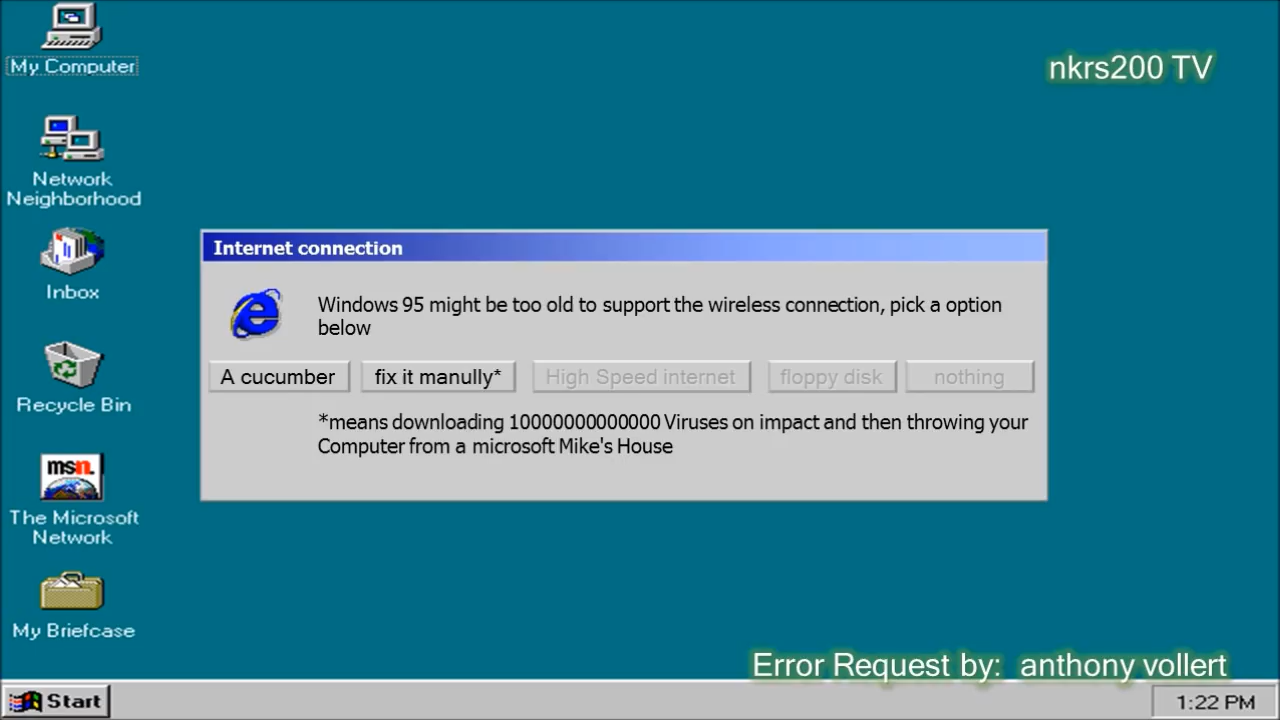 My Computer
nkrs200 TV
Network
Neighborhood
Inbox
Internet connection
Windows 95 might be too old to support the wireless connection, pick a option
below
A cucumber
fix it manully*
High Speed internet
floppy disk
nothing
*means downloading 10000000000000 Viruses on impact and then throwing your
Computer from a microsoft Mike's House
Recycle Bin
msn.
The Microsoft
Network
My Briefcase
Error Request by: anthony vollert
Start
1:22 PM